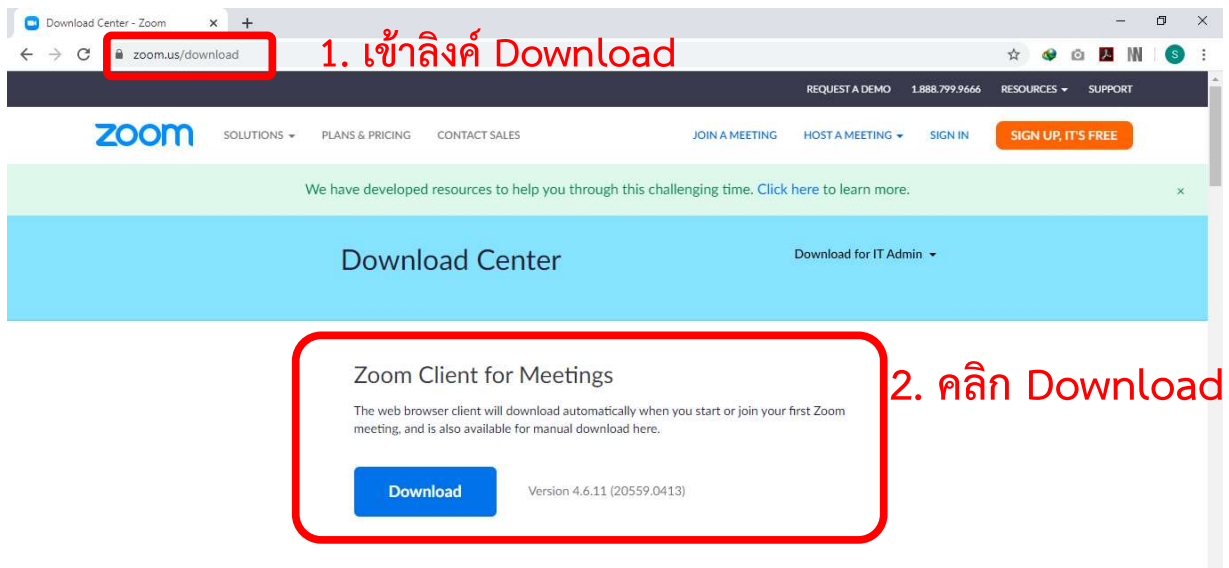 Download Center - Zoom
zoom.us/download
1. เข้าลิงค์ Download
S
REQUEST A DEMO 1.888.799.9666 RESOURCES SUPPORT
zoom SOLUTIONS PLANS & PRICING CONTACT SALES JOIN A MEETING HOST A MEETING SIGN IN SIGN UP, IT'S FREE
We have developed resources to help you through this challenging time. Click here to learn more.
Download Center Download for IT Admin
Zoom Client for Meetings
2. คลิก Download
The web browser client will download automatically when you start or join your first Zoom
meeting, and is also available for manual download here.
Download Version 4.6.11 (20559.0413)